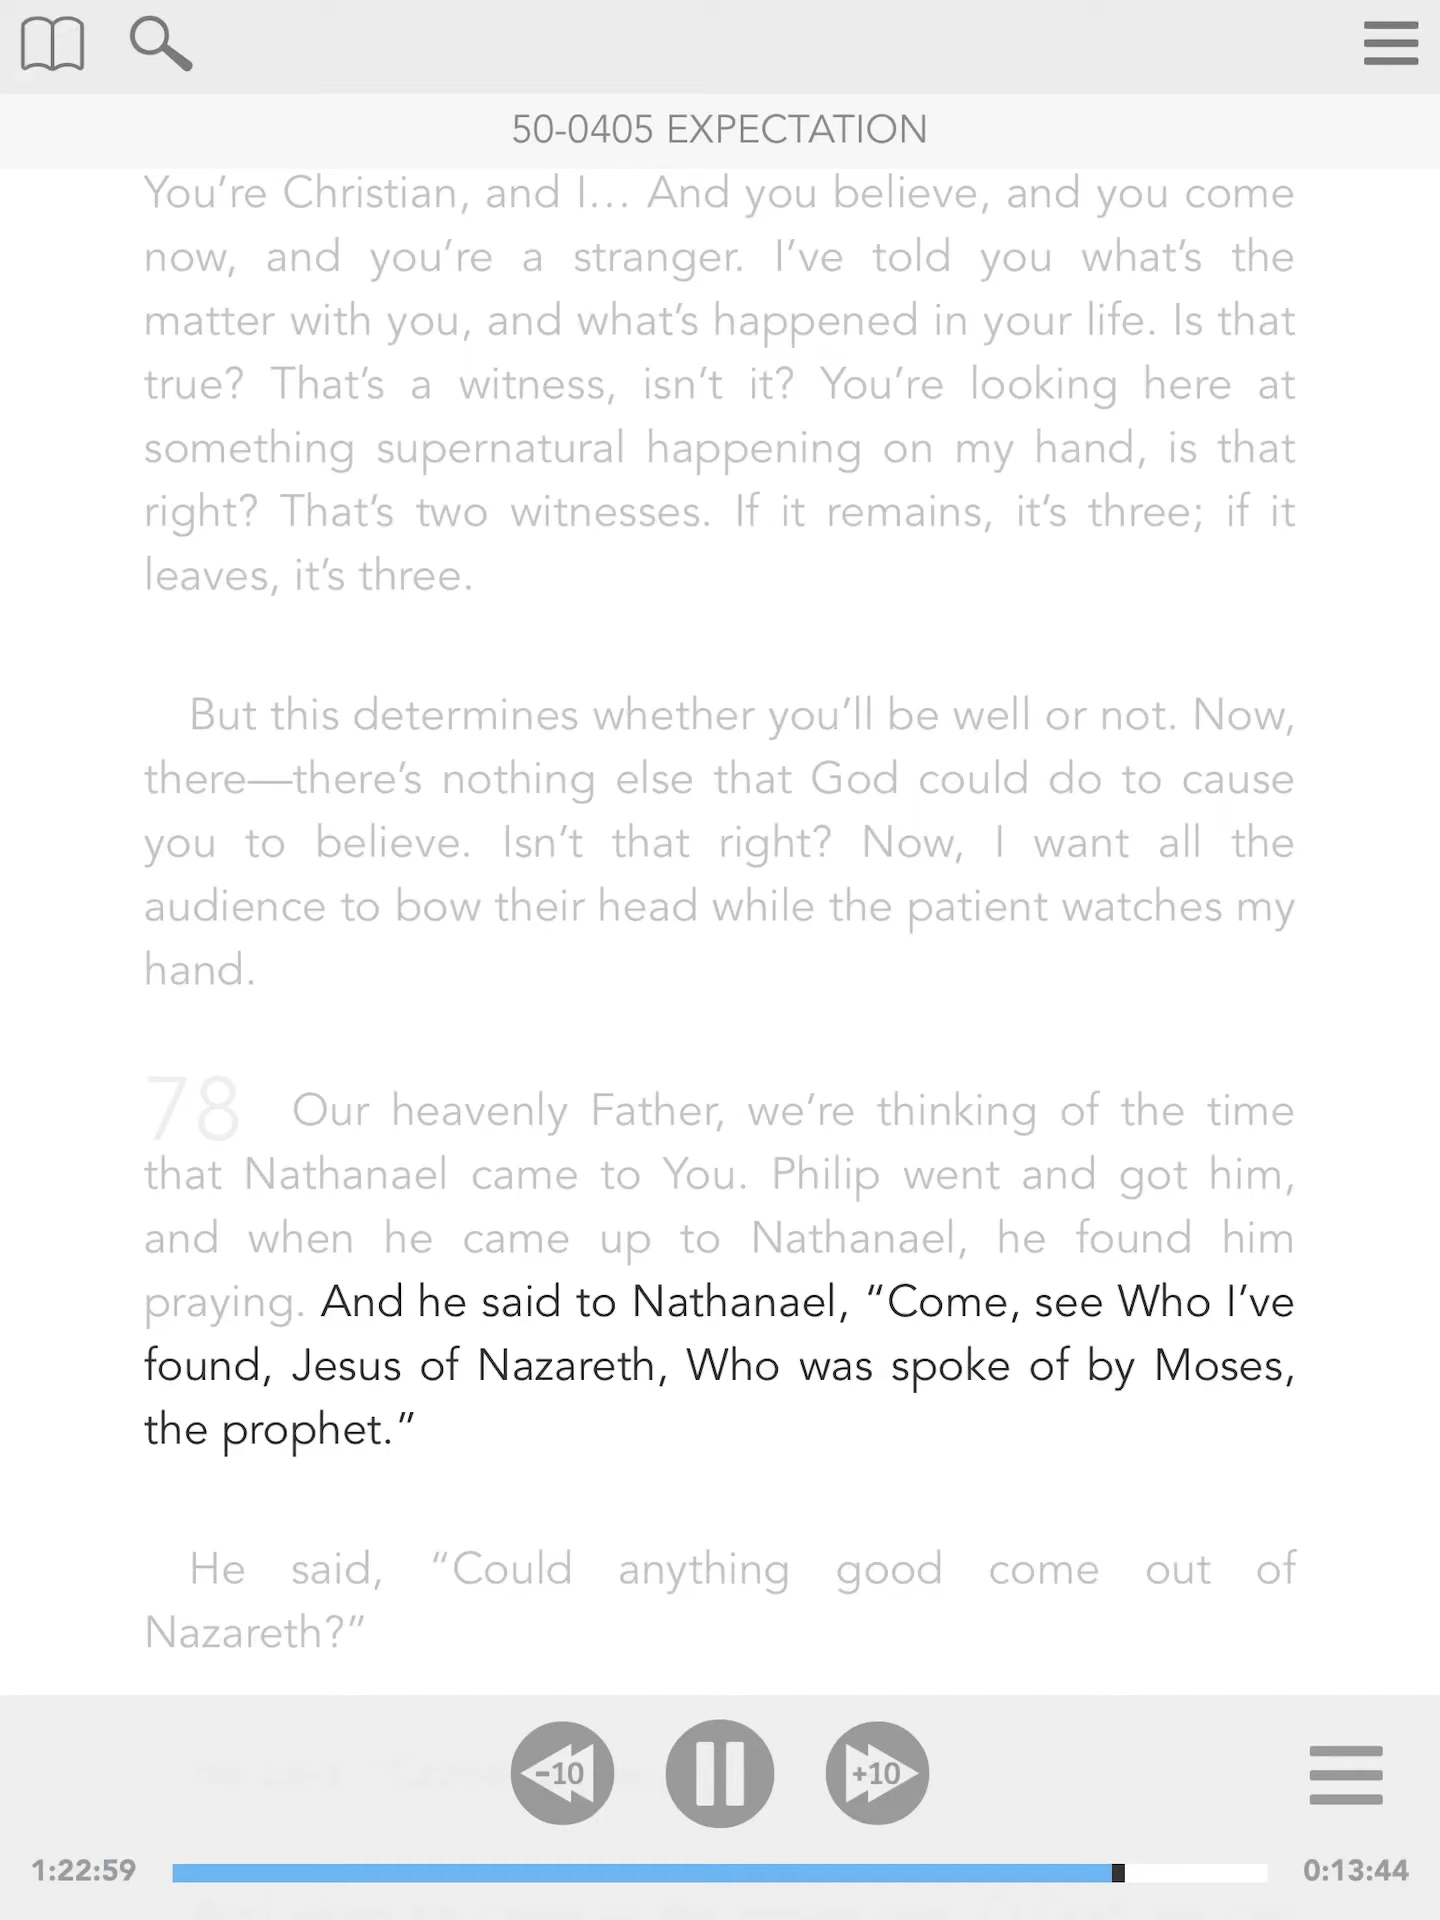 50-0405 EXPECTATION
You’re Christian, and I… And you believe, and you come
now, and you’re a stranger. I’ve told you what’s the
matter with you, and what’s happened in your life. Is that
true? That’s a witness, isn’t it? You’re looking here at
something supernatural happening on my hand, is that
right? That’s two witnesses. If it remains, it’s three; if it
leaves, it’s three.
But this determines whether you’ll be well or not. Now,
there—there’s nothing else that God could do to cause
you to believe. Isn’t that right? Now, I want all the
audience to bow their head while the patient watches my
hand.
78 Our heavenly Father, we’re thinking of the time
that Nathanael came to You. Philip went and got him,
and when he came up to Nathanael, he found him
praying. And he said to Nathanael, “Come, see Who I’ve
found, Jesus of Nazareth, Who was spoke of by Moses,
the prophet.”
He said, “Could anything good come out of
Nazareth?”
-10 +10
1:22:59 0:13:44